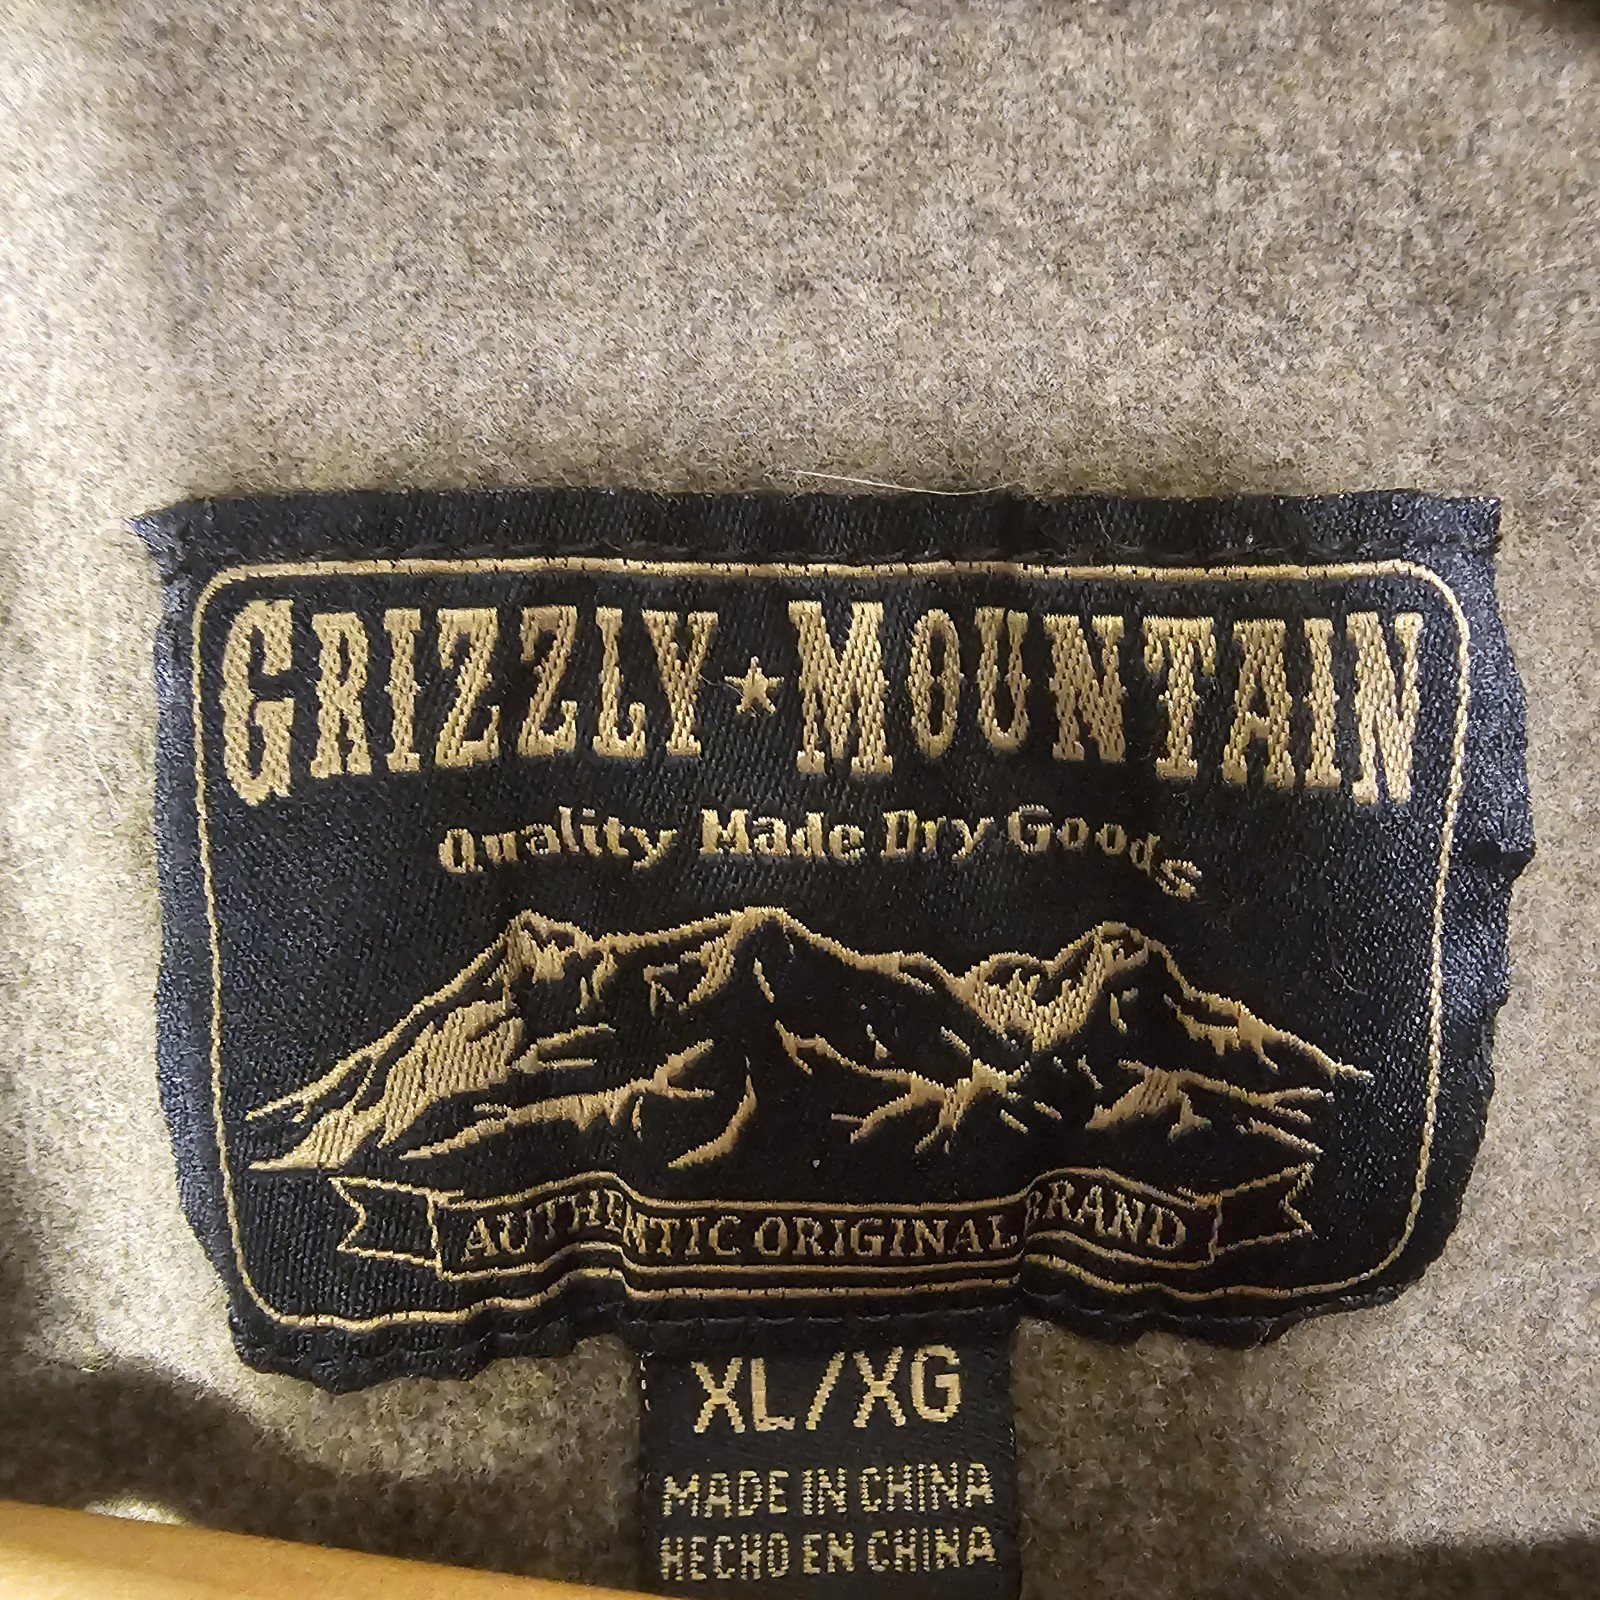 GRIZZLY★MOUNTAIN
Quality Made Dry Goods
AUTHENTIC ORIGINAL BRAND
XL/XG
MADE IN CHINA
HECHO EN CHINA